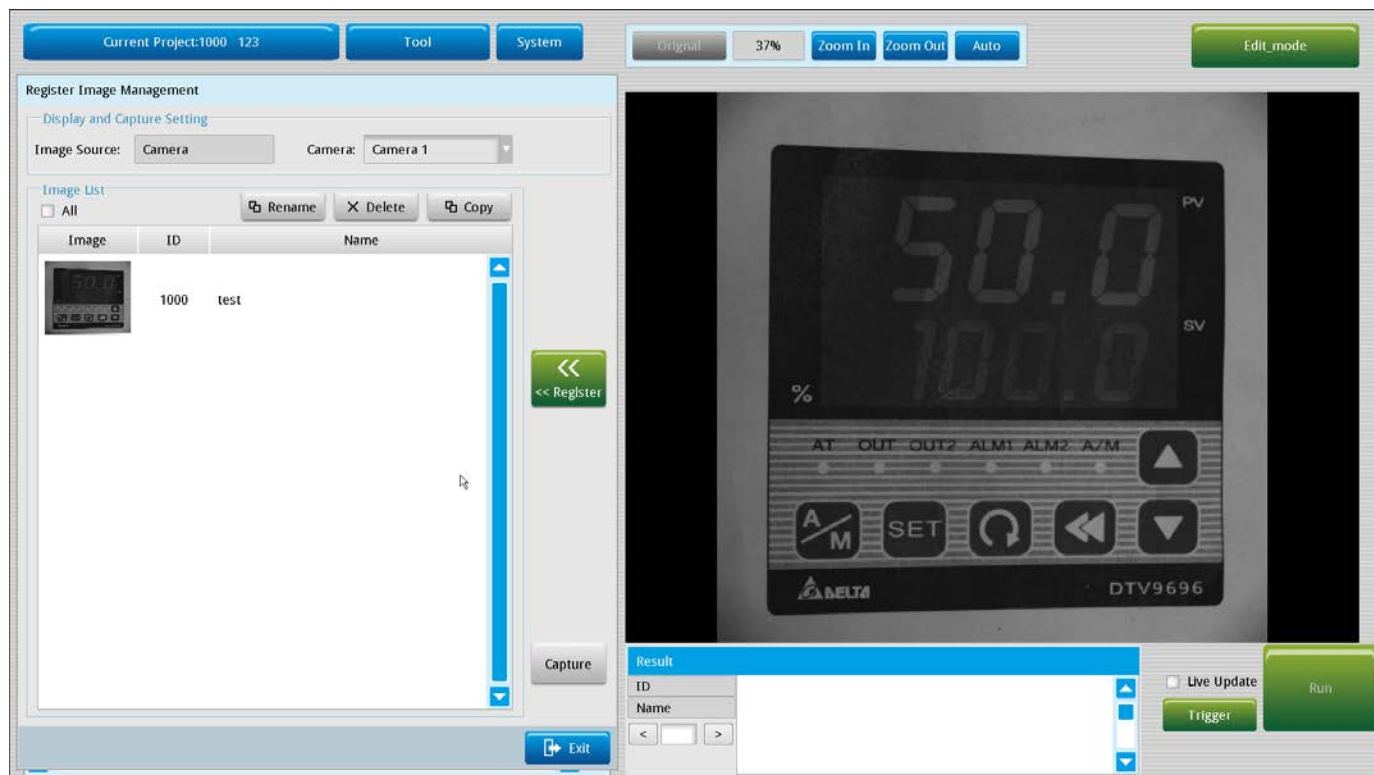 Current Project:1000 123
Tool
System
Orignal
37%
Zoom In
Zoom Out
Auto
Edit_mode
Register Image Management
Display and Capture Setting
Image Source:
Camera
Camera:
Camera 1
Image List
All
Rename
Delete
Copy
Image
ID
Name
1000
test
<< Register
Capture
Exit
50.0
PV
100.0
SV
%
AT OUT OUT2 ALM1 ALM2 A/M
A/M
SET
DELTA
DTV9696
Result
ID
Name
<
>
Live Update
Trigger
Run